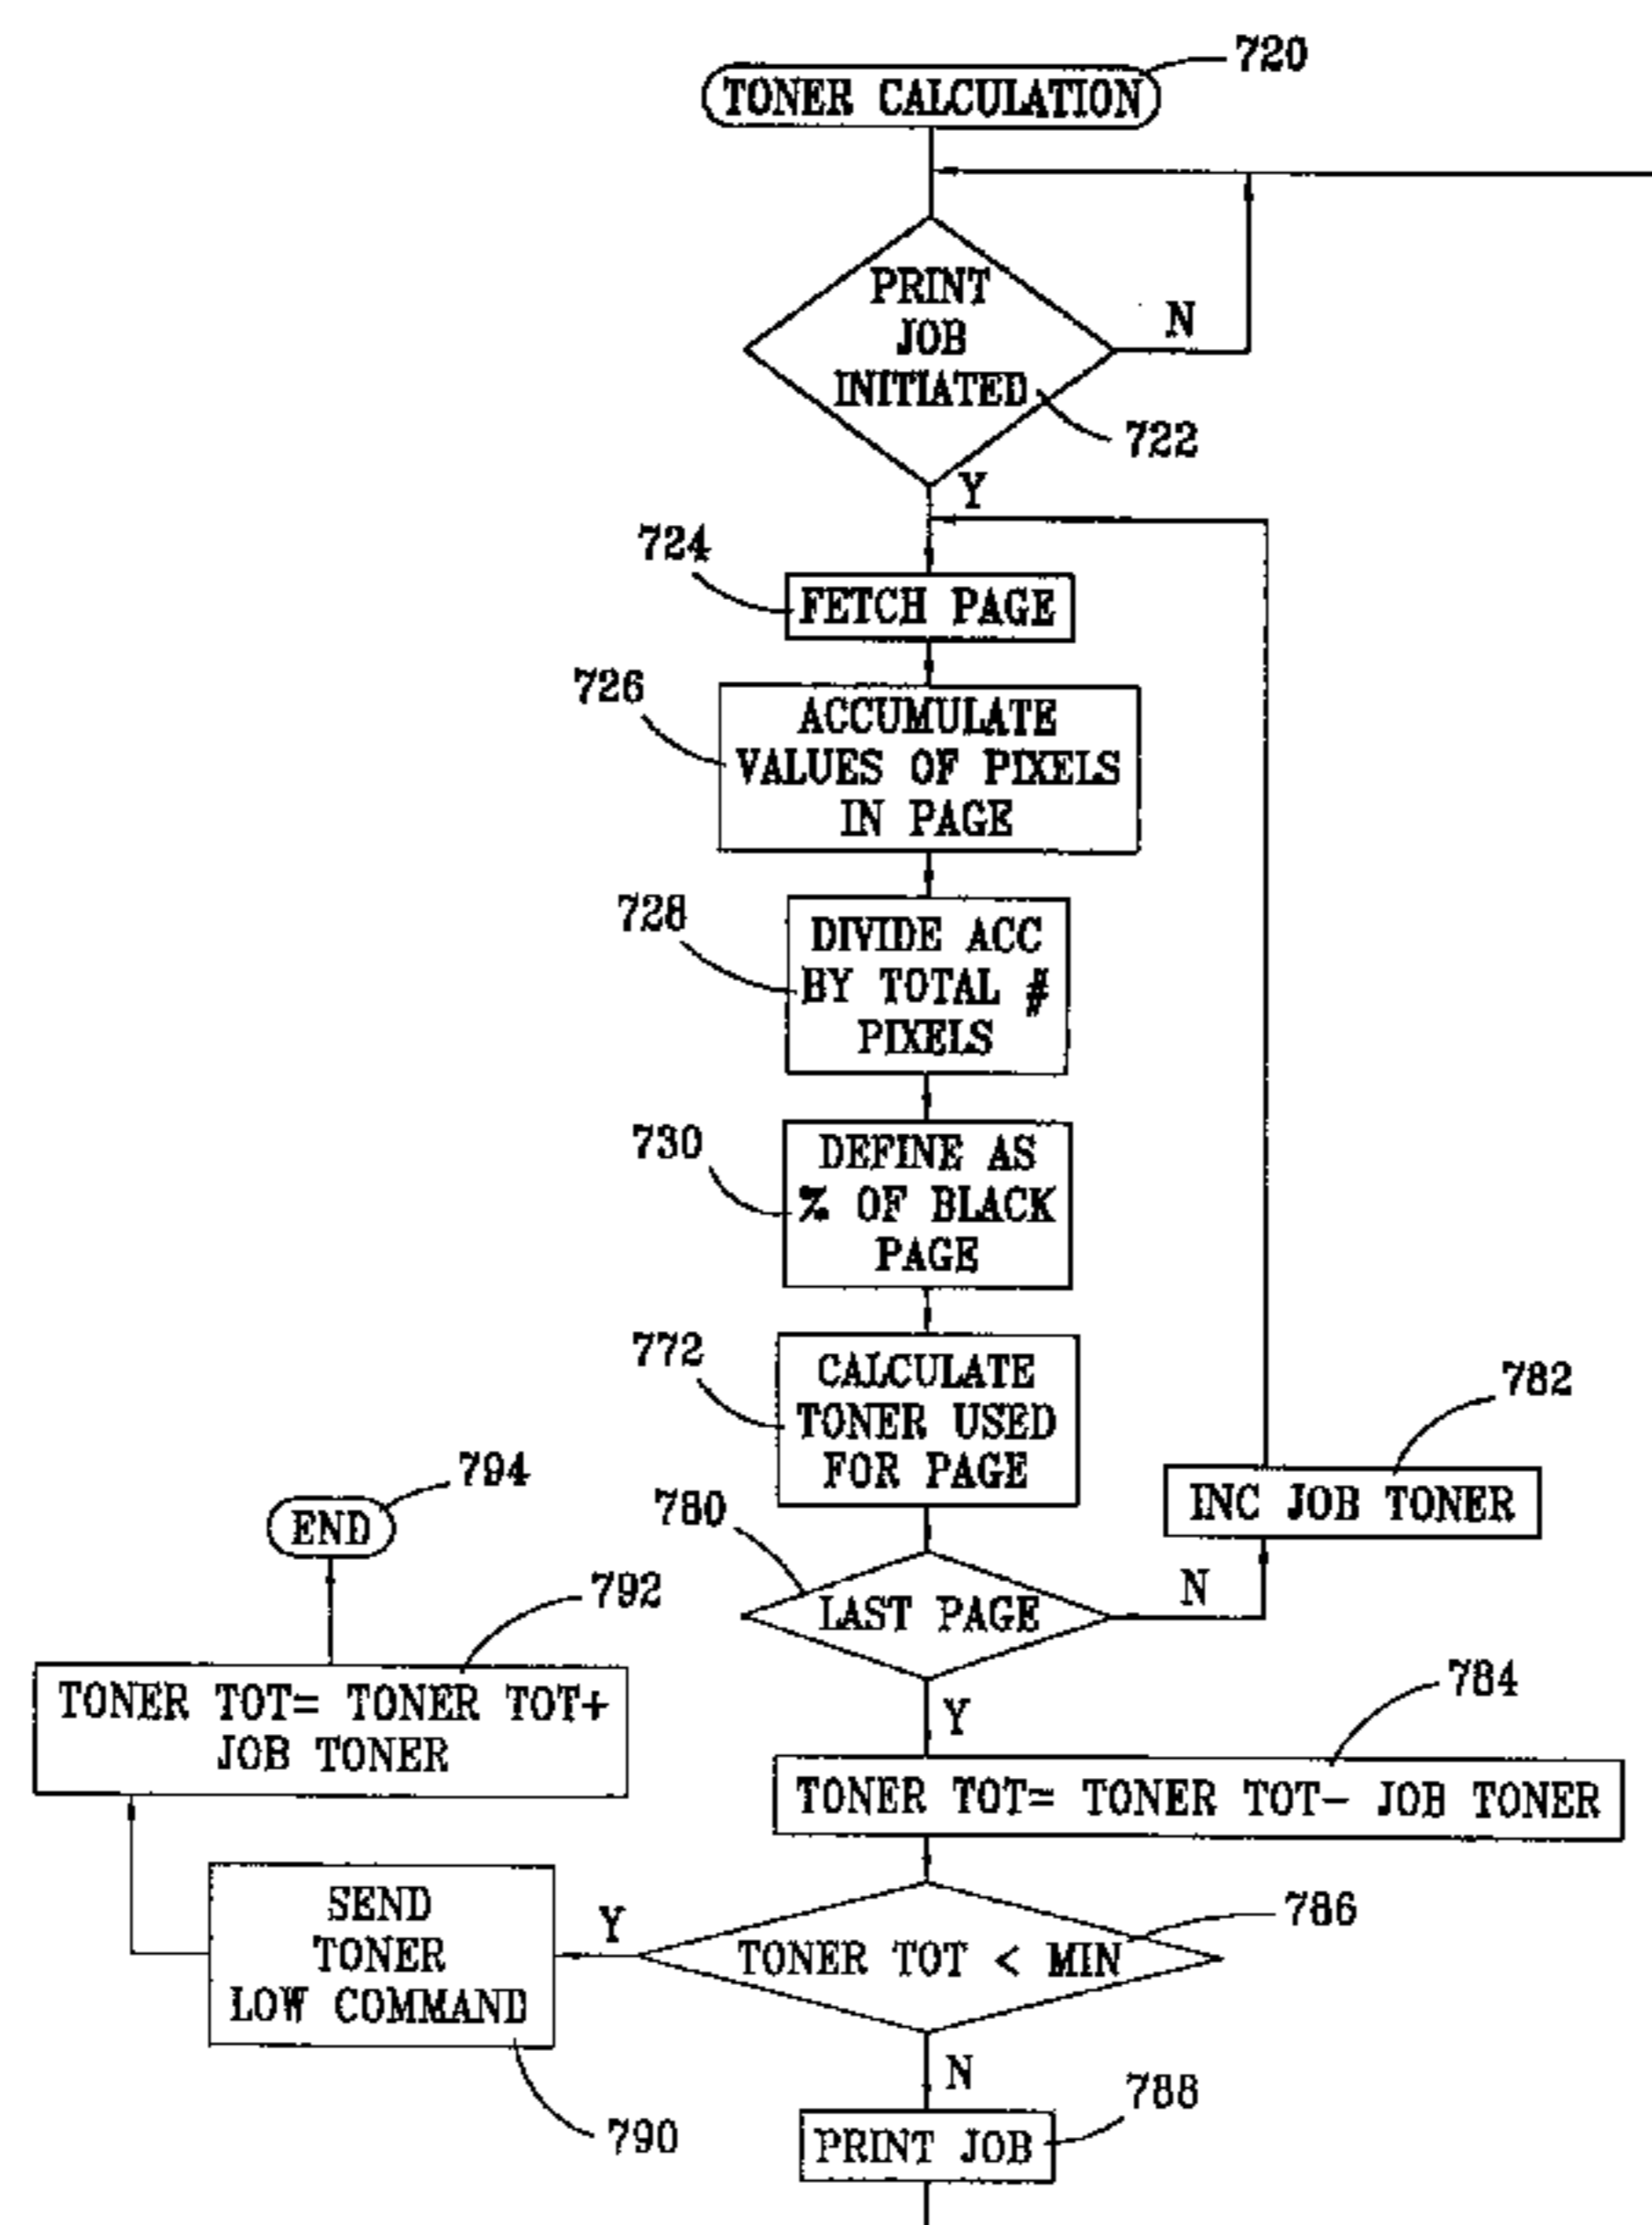 720
TONER CALCULATION
PRINT
JOB
INITIATED
N
722
Y
724
FETCH PAGE
726
ACCUMULATE
VALUES OF PIXELS
IN PAGE
728
DIVIDE ACC
BY TOTAL #
PIXELS
730
DEFINE AS
% OF BLACK
PAGE
772
CALCULATE
TONER USED
FOR PAGE
782
INC JOB TONER
794
END
780
LAST PAGE
N
792
TONER TOT= TONER TOT+
JOB TONER
Y
784
TONER TOT= TONER TOT- JOB TONER
786
TONER TOT < MIN
Y
SEND
TONER
LOW COMMAND
790
N
788
PRINT JOB